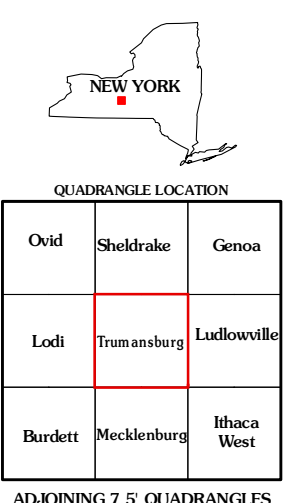 NEW YORK
QUADRANGLE LOCATION
Ovid Sheldrake Genoa
Lodi Trumansburg Ludlowville
Burdett Mecklenburg Ithaca
West
ADJOINING 7.5' QUADRANGLES